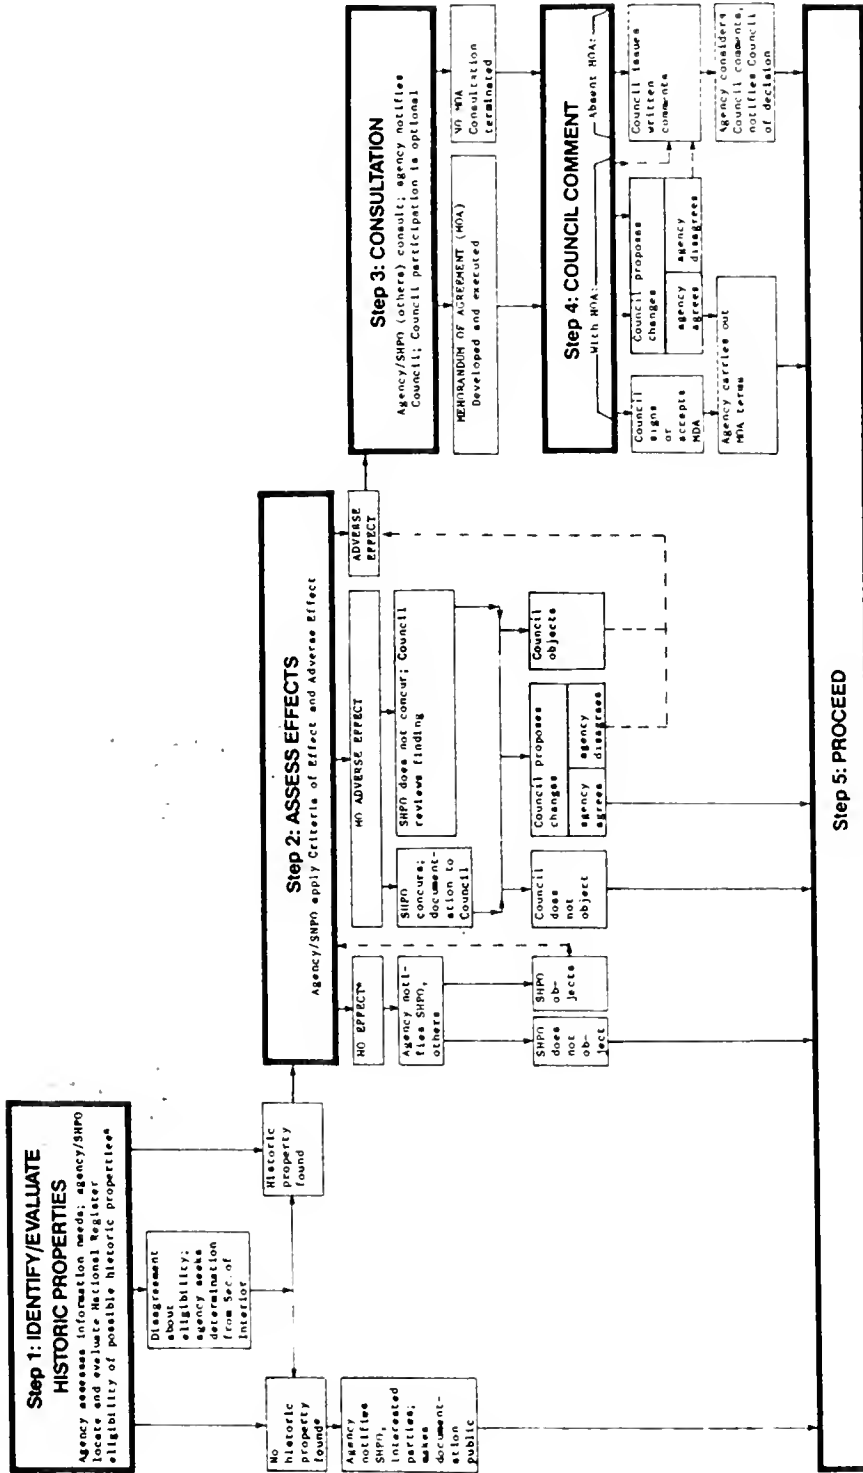 Step 1: IDENTIFY/EVALUATE
HISTORIC PROPERTIES
Agency assesses information needs; agency/SHPO
locate and evaluate National Register
eligibility of possible historic properties*
Disagreement
about
eligibility;
agency seeks
determination
from Sec. of
Interior
No
historic
property
found*
Historic
property
found
Agency
notifies
SHPO,
interested
parties;
makes
document-
ation
public
Step 2: ASSESS EFFECTS
Agency/SHPO apply Criteria of Effect and Adverse Effect
NO EFFECT*
NO ADVERSE EFFECT
ADVERSE
EFFECT
Agency noti-
fies SHPO,
others
SHPO
concurs;
document-
ation to
Council
SHPO does not concur; Council
reviews finding
SHPO
does
not
ob-
ject
SHPO
ob-
jects
Council
does
not
object
Council proposes
changes
agency
agrees
agency
disagrees
Council
objects
Step 3: CONSULTATION
Agency/SHPO (others) consult; agency notifies
Council; Council participation is optional
MEMORANDUM OF AGREEMENT (MOA)
Developed and executed
NO MOA
Consultation
terminated
Step 4: COUNCIL COMMENT
With MOA:
Absent MOA:
Council
signs
or
accepts
MOA
Council proposes
changes
agency
agrees
agency
disagrees
Council issues
written
comments
Agency carries out
MOA terms
Agency considers
Council comments,
notifies Council
of decision
Step 5: PROCEED